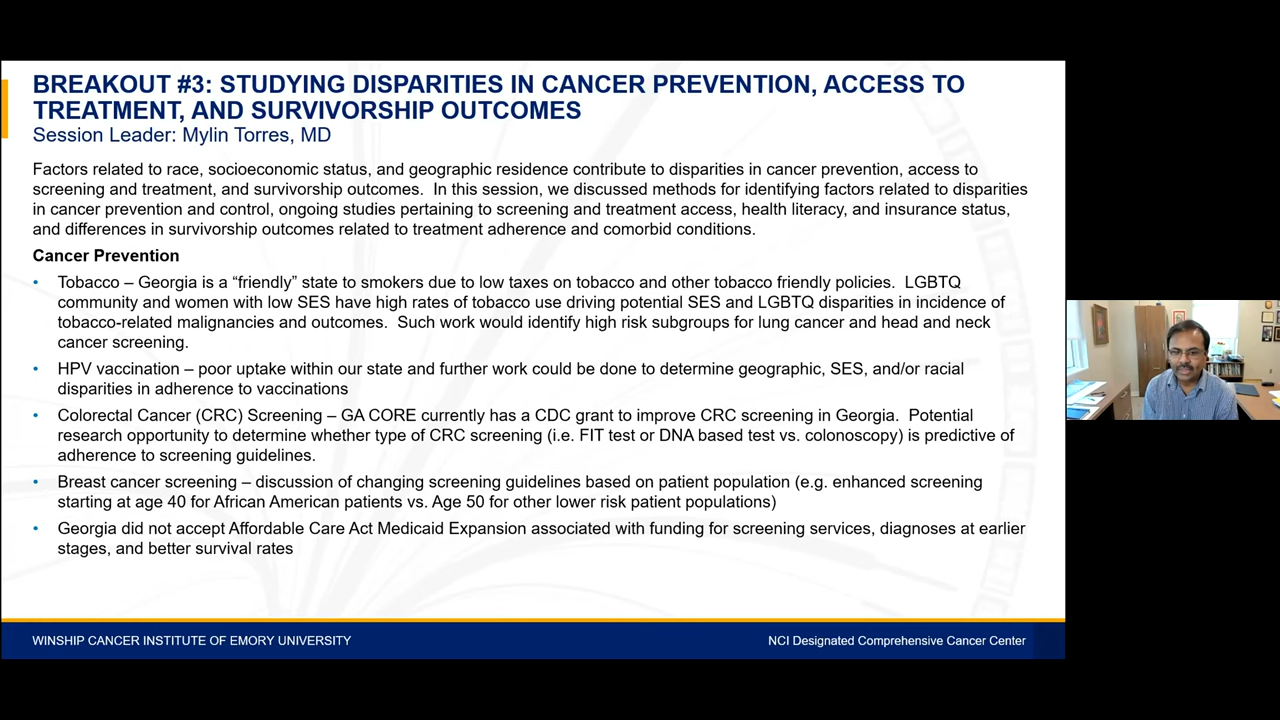 BREAKOUT #3: STUDYING DISPARITIES IN CANCER PREVENTION, ACCESS TO
TREATMENT, AND SURVIVORSHIP OUTCOMES
Session Leader: Mylin Torres, MD
Factors related to race, socioeconomic status, and geographic residence contribute to disparities in cancer prevention, access to
screening and treatment, and survivorship outcomes.  In this session, we discussed methods for identifying factors related to disparities
in cancer prevention and control, ongoing studies pertaining to screening and treatment access, health literacy, and insurance status,
and differences in survivorship outcomes related to treatment adherence and comorbid conditions.
Cancer Prevention
• Tobacco – Georgia is a “friendly” state to smokers due to low taxes on tobacco and other tobacco friendly policies.  LGBTQ
community and women with low SES have high rates of tobacco use driving potential SES and LGBTQ disparities in incidence of
tobacco-related malignancies and outcomes.  Such work would identify high risk subgroups for lung cancer and head and neck
cancer screening.
• HPV vaccination – poor uptake within our state and further work could be done to determine geographic, SES, and/or racial
disparities in adherence to vaccinations
• Colorectal Cancer (CRC) Screening – GA CORE currently has a CDC grant to improve CRC screening in Georgia.  Potential
research opportunity to determine whether type of CRC screening (i.e. FIT test or DNA based test vs. colonoscopy) is predictive of
adherence to screening guidelines.
• Breast cancer screening – discussion of changing screening guidelines based on patient population (e.g. enhanced screening
starting at age 40 for African American patients vs. Age 50 for other lower risk patient populations)
• Georgia did not accept Affordable Care Act Medicaid Expansion associated with funding for screening services, diagnoses at earlier
stages, and better survival rates
WINSHIP CANCER INSTITUTE OF EMORY UNIVERSITY
NCI Designated Comprehensive Cancer Center